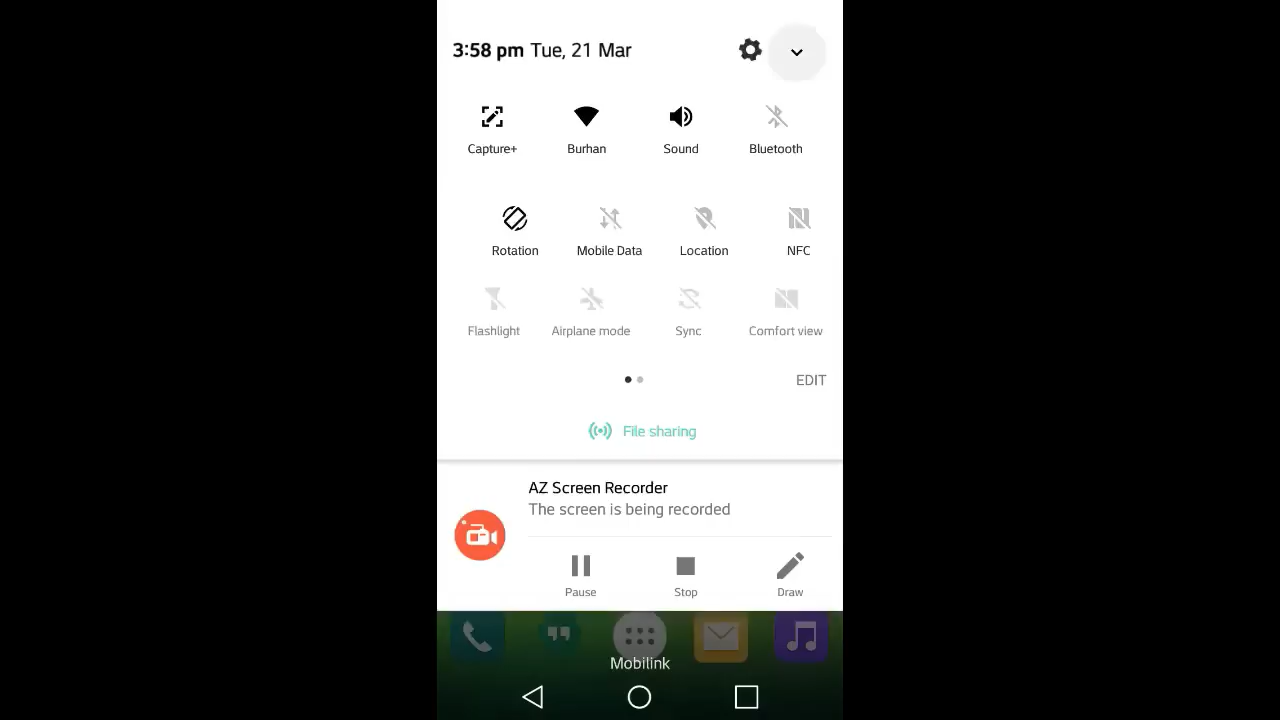 3:58 pm Tue, 21 Mar
Capture+ Burhan Sound Bluetooth
Rotation Mobile Data Location NFC
Flashlight Airplane mode Sync Comfort view
EDIT
File sharing
AZ Screen Recorder
The screen is being recorded
Pause Stop Draw
Mobilink